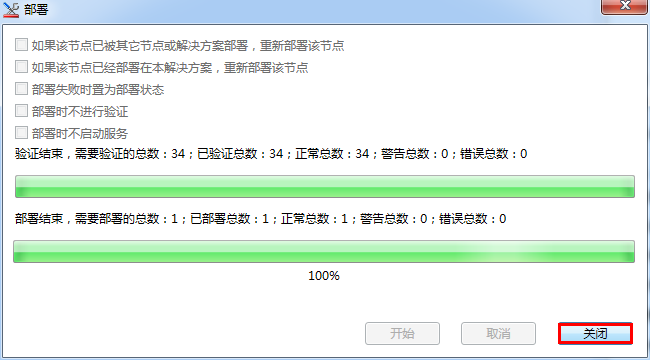 部署
如果该节点已被其它节点或解决方案部署，重新部署该节点
如果该节点已经部署在本解决方案，重新部署该节点
部署失败时置为部署状态
部署时不进行验证
部署时不启动服务
验证结束，需要验证的总数：34；已验证总数：34；正常总数：34；警告总数：0；错误总数：0
部署结束，需要部署的总数：1；已部署总数：1；正常总数：1；警告总数：0；错误总数：0
100%
开始 取消 关闭